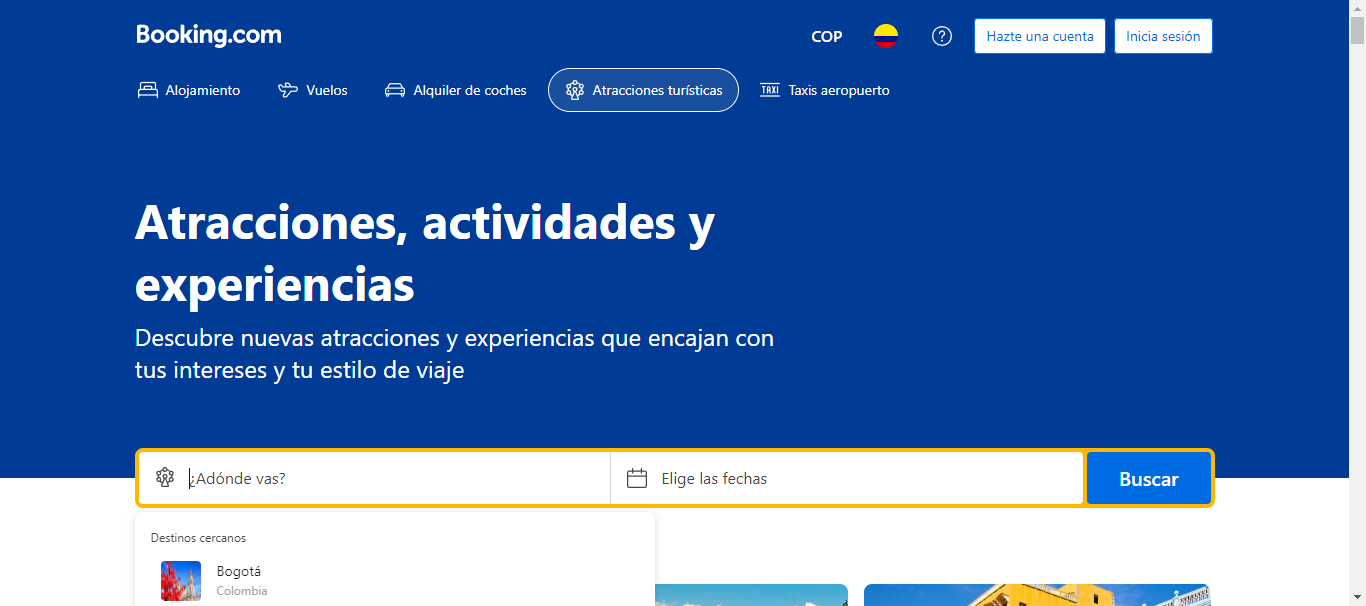 Booking.com
COP
Hazte una cuenta
Inicia sesión
Alojamiento
Vuelos
Alquiler de coches
Atracciones turísticas
TAXI
Taxis aeropuerto
Atracciones, actividades y
experiencias
Descubre nuevas atracciones y experiencias que encajan con
tus intereses y tu estilo de viaje
¿Adónde vas?
Elige las fechas
Buscar
Destinos cercanos
Bogotá
Colombia